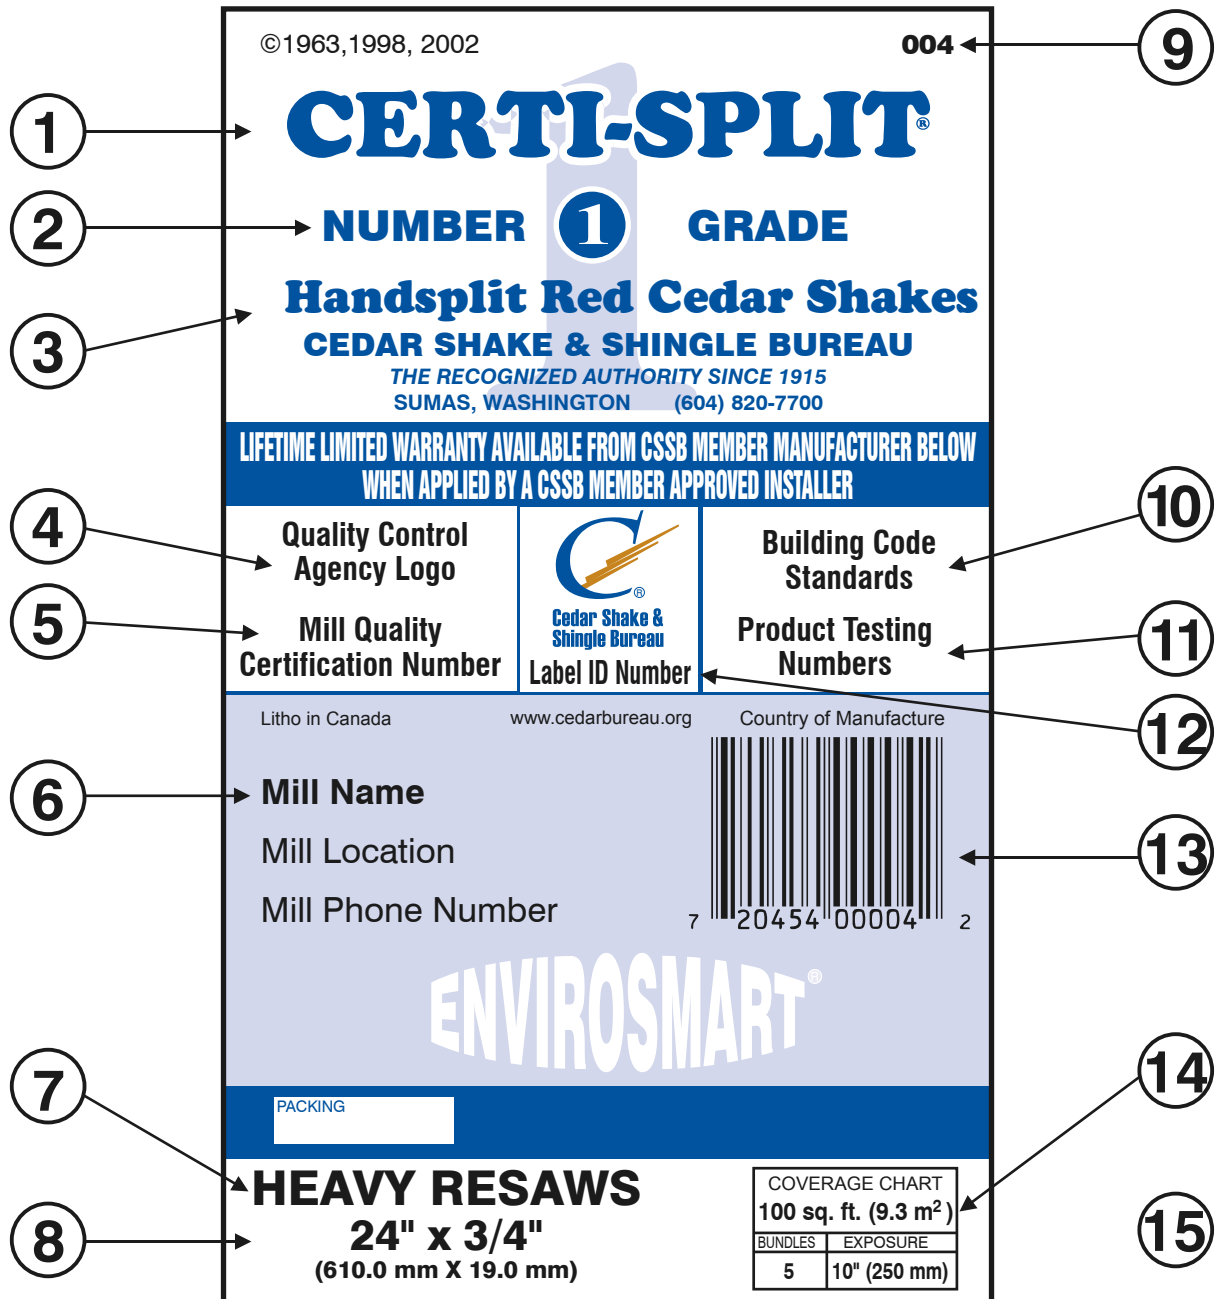 ©1963,1998, 2002
004
9
1
CERTI-SPLIT®
2
NUMBER 1 GRADE
3
Handsplit Red Cedar Shakes
CEDAR SHAKE & SHINGLE BUREAU
THE RECOGNIZED AUTHORITY SINCE 1915
SUMAS, WASHINGTON (604) 820-7700
LIFETIME LIMITED WARRANTY AVAILABLE FROM CSSB MEMBER MANUFACTURER BELOW
WHEN APPLIED BY A CSSB MEMBER APPROVED INSTALLER
4
Quality Control
Agency Logo
5
Mill Quality
Certification Number
C®
Cedar Shake &
Shingle Bureau
Label ID Number
Building Code
Standards
10
Product Testing
Numbers
11
12
Litho in Canada
www.cedarbureau.org
Country of Manufacture
6
Mill Name
Mill Location
Mill Phone Number
13
7 20454 00004 2
ENVIROSMART®
PACKING
7
HEAVY RESAWS
8
24" x 3/4"
(610.0 mm X 19.0 mm)
14
COVERAGE CHART
100 sq. ft. (9.3 m²)
BUNDLES EXPOSURE
5 10" (250 mm)
15